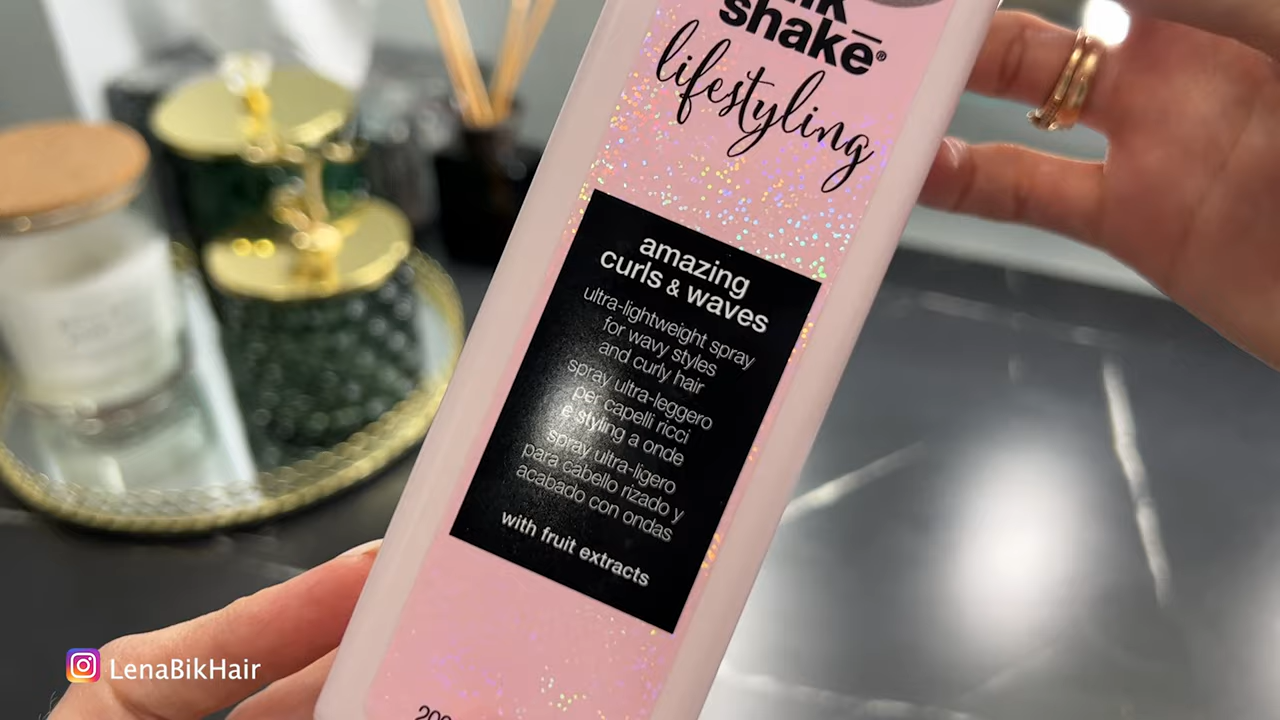 shake®
lifestyling
amazing
curls & waves
ultra-lightweight spray
for wavy styles
and curly hair
spray ultra-leggero
per capelli ricci
e styling a onde
spray ultra-ligero
para cabello rizado y
acabado con ondas
with fruit extracts
LenaBikHair